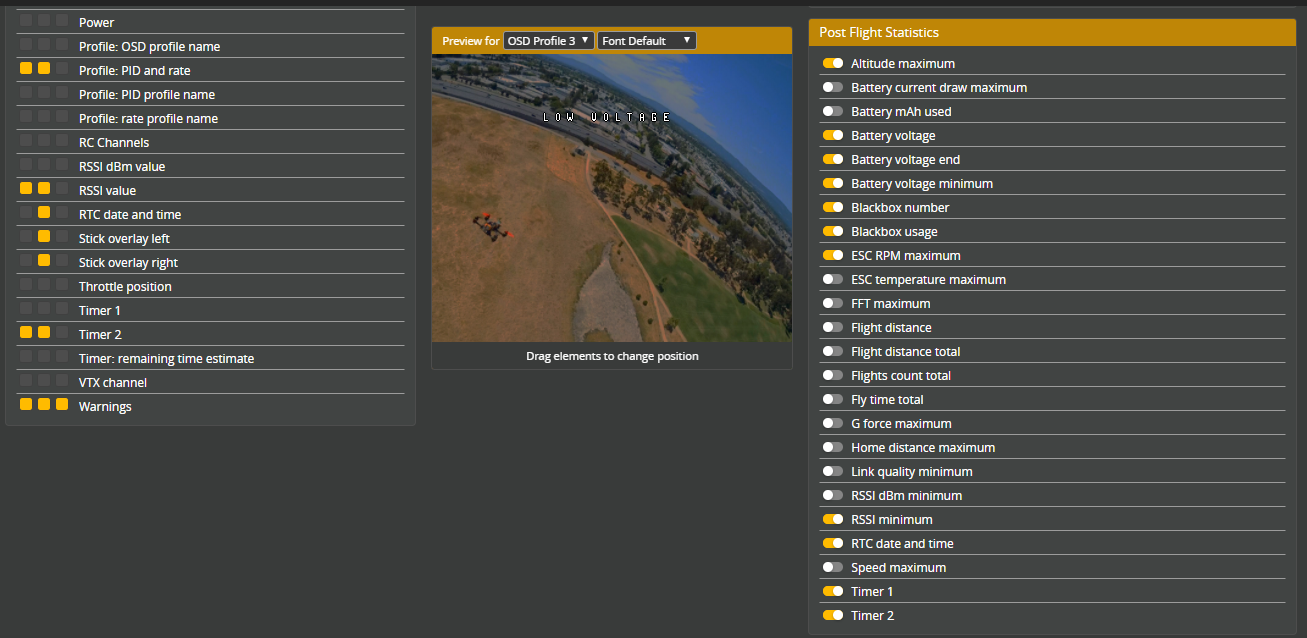 Power
Profile: OSD profile name
Profile: PID and rate
Profile: PID profile name
Profile: rate profile name
RC Channels
RSSI dBm value
RSSI value
RTC date and time
Stick overlay left
Stick overlay right
Throttle position
Timer 1
Timer 2
Timer: remaining time estimate
VTX channel
Warnings
Preview for OSD Profile 3 Font Default
LOW VOLTAGE
Drag elements to change position
Post Flight Statistics
Altitude maximum
Battery current draw maximum
Battery mAh used
Battery voltage
Battery voltage end
Battery voltage minimum
Blackbox number
Blackbox usage
ESC RPM maximum
ESC temperature maximum
FFT maximum
Flight distance
Flight distance total
Flights count total
Fly time total
G force maximum
Home distance maximum
Link quality minimum
RSSI dBm minimum
RSSI minimum
RTC date and time
Speed maximum
Timer 1
Timer 2